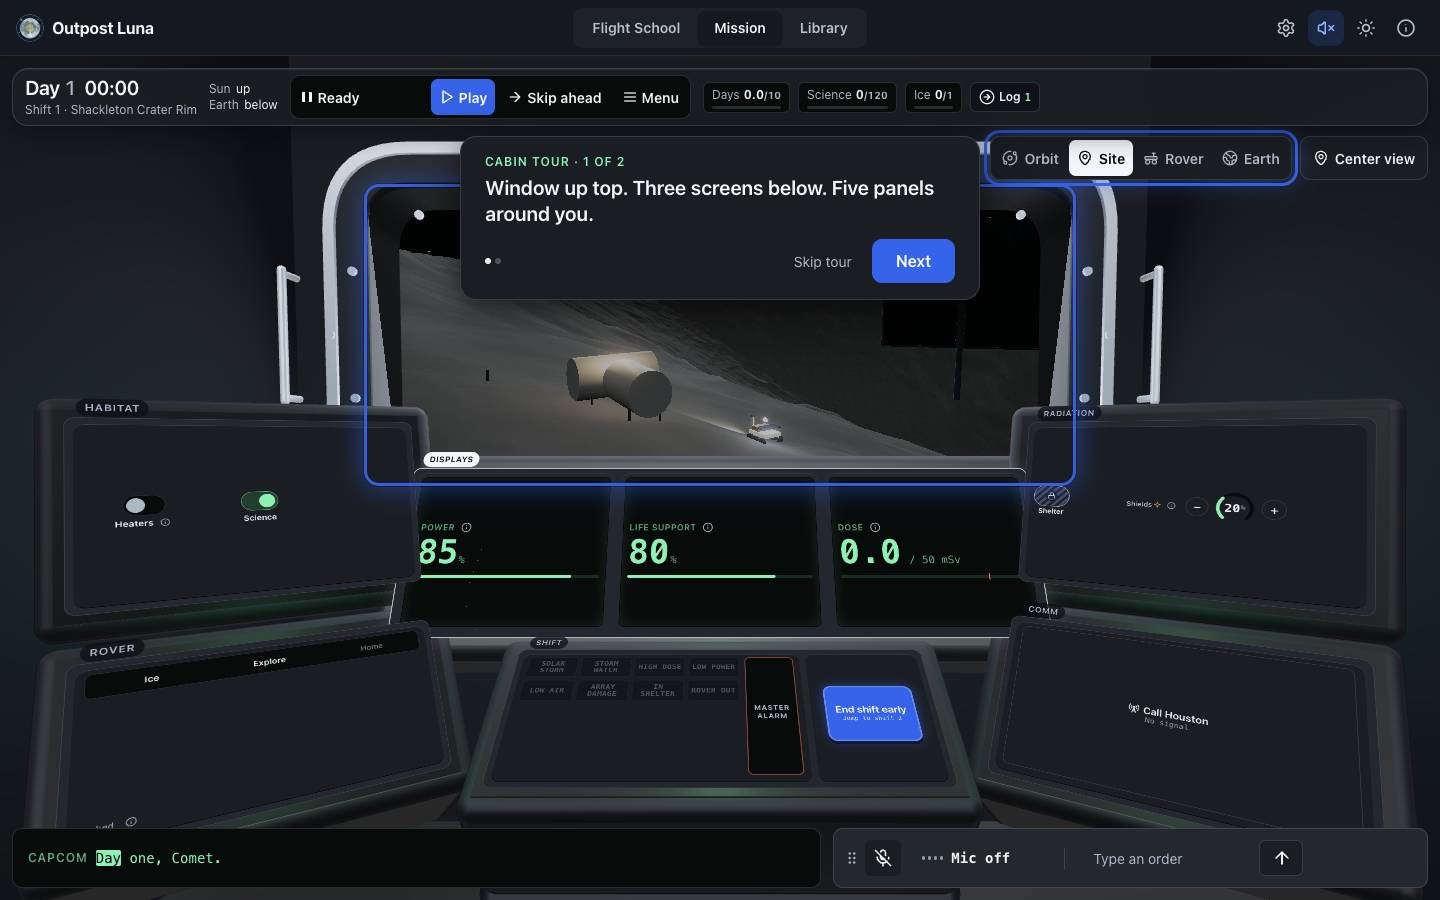 Outpost Luna
Flight School
Mission
Library
Day 1 00:00
Shift 1 · Shackleton Crater Rim
Sun up
Earth below
Ready
Play
Skip ahead
Menu
Days 0.0/10
Science 0/120
Ice 0/1
Log 1
CABIN TOUR · 1 OF 2
Window up top. Three screens below. Five panels
around you.
Skip tour
Next
Orbit
Site
Rover
Earth
Center view
HABITAT
Heaters
Science
DISPLAYS
POWER
85%
LIFE SUPPORT
80%
DOSE
0.0 / 50 mSv
RADIATION
Shelter
Shields
−
20%
+
ROVER
Ice
Explore
Home
SHIFT
SOLAR
STORM
STORM
WATCH
HIGH DOSE
LOW POWER
LOW AIR
ARRAY
DAMAGE
IN
SHELTER
ROVER OUT
MASTER
ALARM
End shift early
Jump to shift 2
COMM
Call Houston
No signal
CAPCOM Day one, Comet.
Mic off
Type an order